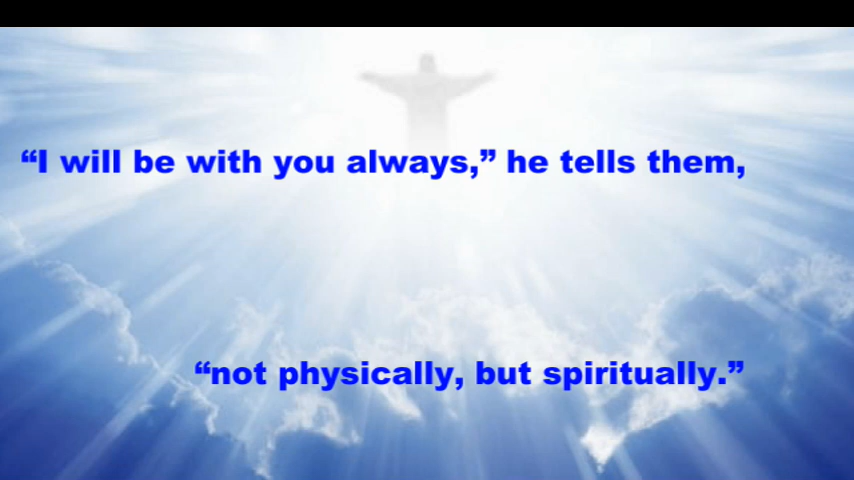 “I will be with you always,” he tells them,
“not physically, but spiritually.”